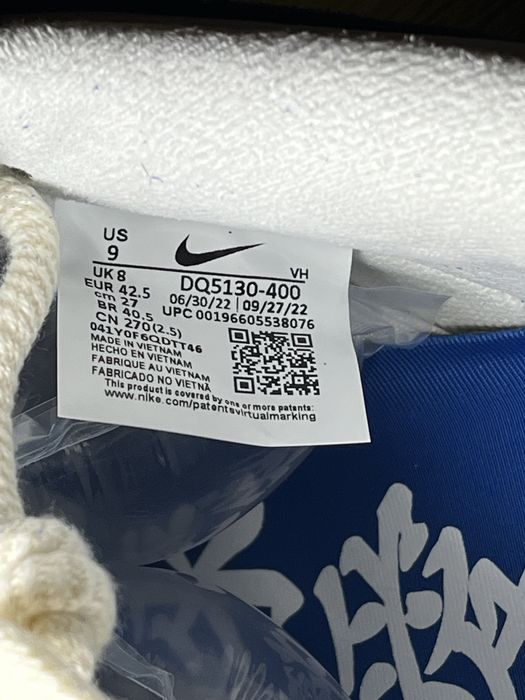 US
9
UK 8
EUR 42.5
cm 27
BR 40.5
CN 270(2.5)
041Y0F6QDTT46
VH
DQ5130-400
06/30/22 | 09/27/22
UPC 00196605538076
MADE IN VIETNAM
HECHO EN VIETNAM
FABRIQUE AU VIETNAM
FABRICADO NO VIETNÃ
This product is covered by one or more patents:
www.nike.com/patentsvirtualmarking